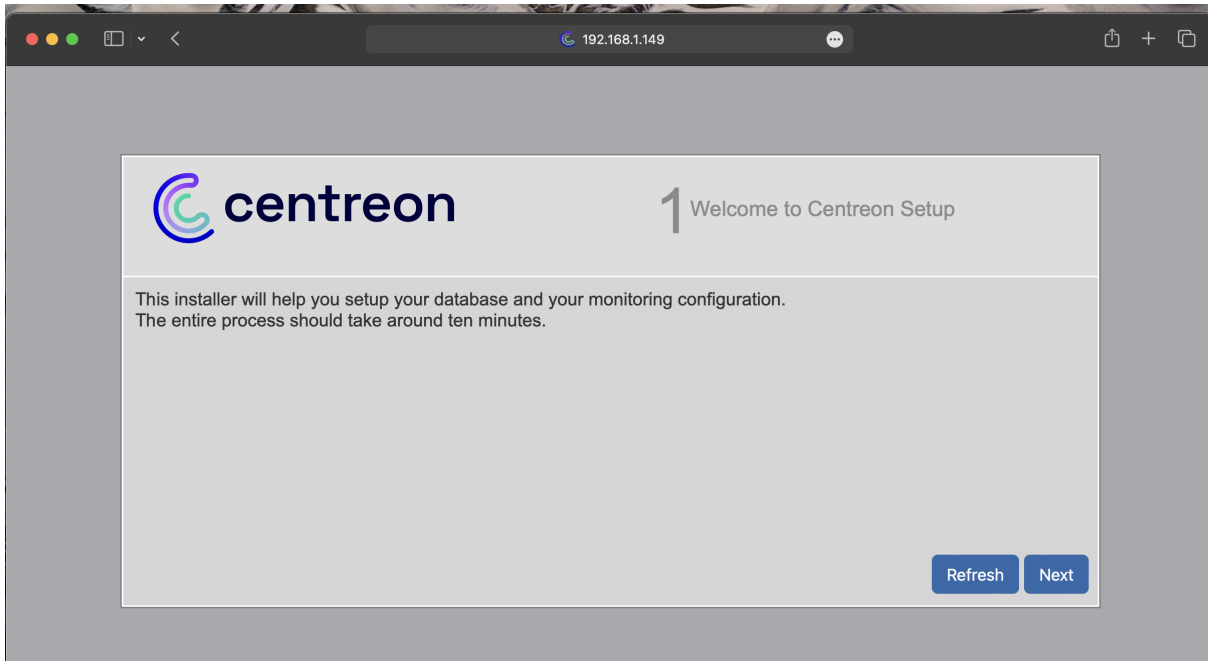 192.168.1.149
centreon
1 Welcome to Centreon Setup
This installer will help you setup your database and your monitoring configuration.
The entire process should take around ten minutes.
Refresh Next